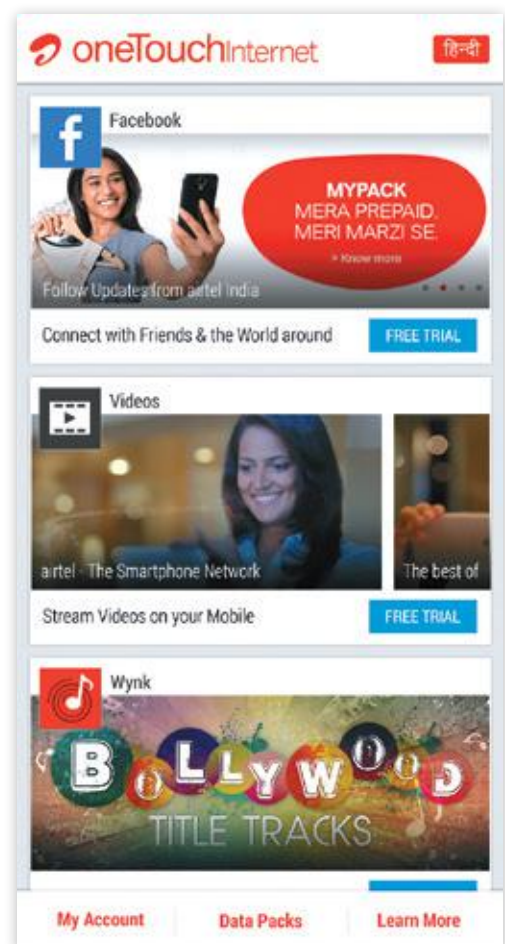 oneTouchInternet
हिन्दी
Facebook
MYPACK
MERA PREPAID.
MERI MARZI SE.
> Know more
Follow Updates from airtel India
Connect with Friends & the World around
FREE TRIAL
Videos
airtel - The Smartphone Network
The best of
Stream Videos on your Mobile
FREE TRIAL
Wynk
BOLLYWOOD
TITLE TRACKS
My Account
Data Packs
Learn More